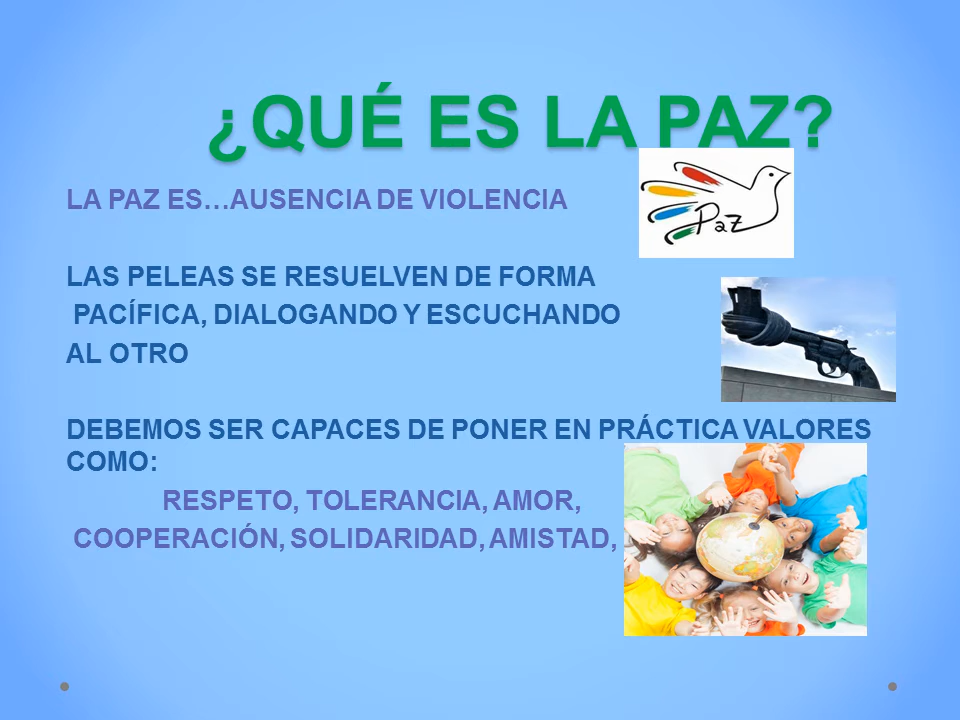 ¿QUÉ ES LA PAZ?
LA PAZ ES…AUSENCIA DE VIOLENCIA
Paz
LAS PELEAS SE RESUELVEN DE FORMA
PACÍFICA, DIALOGANDO Y ESCUCHANDO
AL OTRO
DEBEMOS SER CAPACES DE PONER EN PRÁCTICA VALORES
COMO:
RESPETO, TOLERANCIA, AMOR,
COOPERACIÓN, SOLIDARIDAD, AMISTAD,